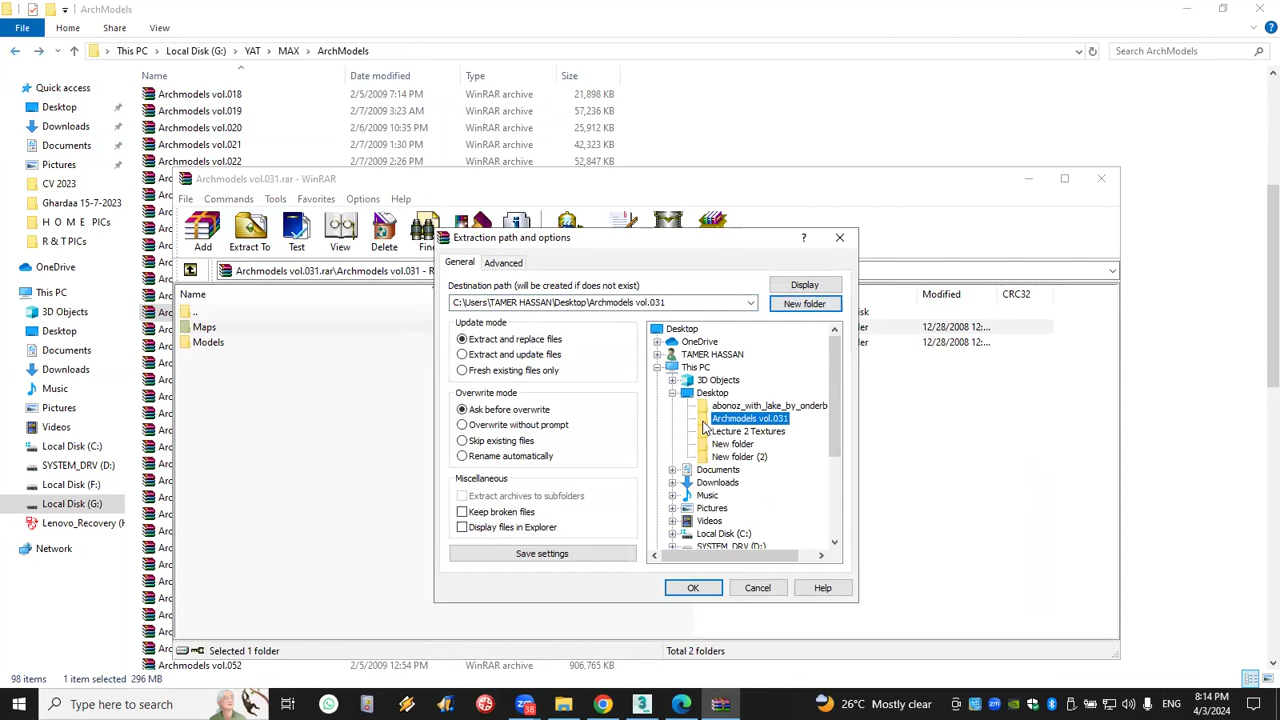 ArchModels
File Home Share View
This PC Local Disk (G:) YAT MAX ArchModels
Search ArchModels
Name Date modified Type Size
Quick access
Desktop
Downloads
Documents
Pictures
CV 2023
Ghardaa 15-7-2023
H O M E PICs
R & T PICs
OneDrive
This PC
3D Objects
Desktop
Documents
Downloads
Music
Pictures
Videos
Local Disk (C:)
SYSTEM_DRV (D:)
Local Disk (F:)
Local Disk (G:)
Lenovo_Recovery (H
Network
Archmodels vol.018 2/5/2009 7:14 PM WinRAR archive 21,898 KB
Archmodels vol.019 2/7/2009 3:23 AM WinRAR archive 57,236 KB
Archmodels vol.020 2/6/2009 10:35 PM WinRAR archive 25,912 KB
Archmodels vol.021 2/7/2009 1:30 PM WinRAR archive 42,323 KB
Archmodels vol.022 2/7/2009 2:26 PM WinRAR archive 52,847 KB
Archmodels vol.052 2/5/2009 12:54 PM WinRAR archive 906,765 KB
98 items 1 item selected 296 MB
Archmodels vol.031.rar - WinRAR
File Commands Tools Favorites Options Help
Add Extract To Test View Delete Find
Archmodels vol.031.rar\Archmodels vol.031 - R
Name Modified CRC32
..
Maps 12/28/2008 12:...
Models 12/28/2008 12:...
Selected 1 folder
Total 2 folders
Extraction path and options
?
General Advanced
Destination path (will be created if does not exist)
C:\Users\TAMER HASSAN\Desktop\Archmodels vol.031
Display
New folder
Update mode
Extract and replace files
Extract and update files
Fresh existing files only
Overwrite mode
Ask before overwrite
Overwrite without prompt
Skip existing files
Rename automatically
Miscellaneous
Extract archives to subfolders
Keep broken files
Display files in Explorer
Save settings
Desktop
OneDrive
TAMER HASSAN
This PC
3D Objects
Desktop
abonoz_with_lake_by_onderb
Archmodels vol.031
Lecture 2 Textures
New folder
New folder (2)
Documents
Downloads
Music
Pictures
Videos
Local Disk (C:)
SYSTEM_DRV (D:)
OK Cancel Help
Type here to search
26°C Mostly clear
ENG
8:14 PM
4/3/2024